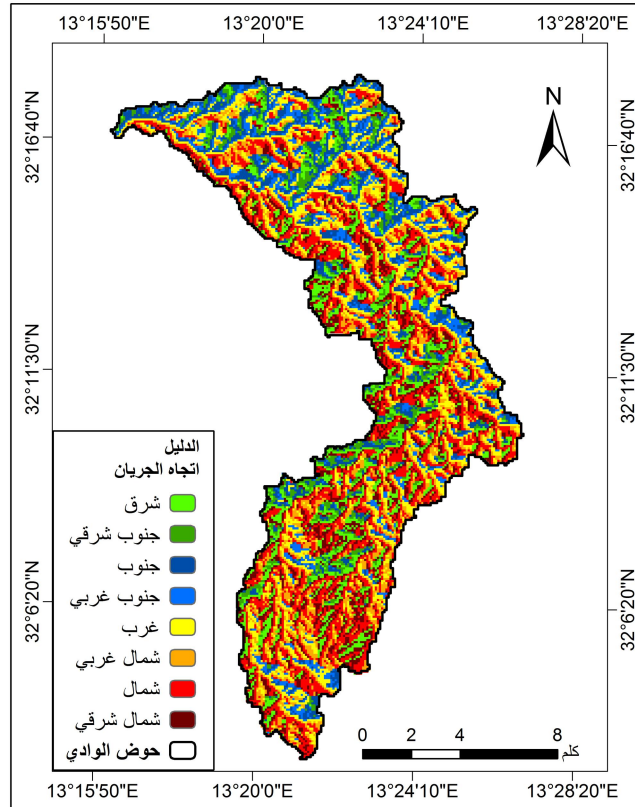 13°15'50"E
13°20'0"E
13°24'10"E
13°28'20"E
N
32°16'40"N
32°16'40"N
32°11'30"N
32°11'30"N
32°6'20"N
32°6'20"N
الدليل
اتجاه الجريان
شرق
جنوب شرقي
جنوب
جنوب غربي
غرب
شمال غربي
شمال
شمال شرقي
حوض الوادي
0 2 4 8
كلم
13°15'50"E
13°20'0"E
13°24'10"E
13°28'20"E